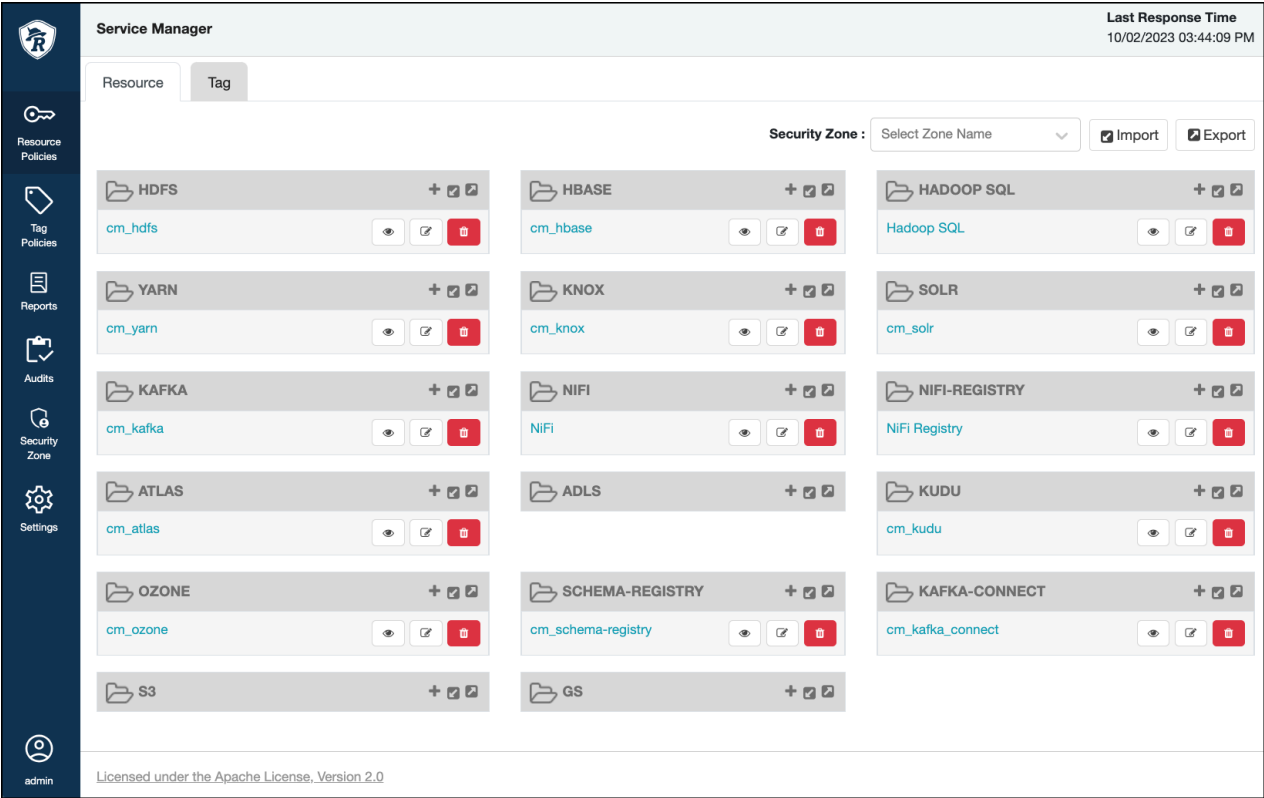 Service Manager
Last Response Time
10/02/2023 03:44:09 PM
Resource
Tag
Resource
Policies
Tag
Policies
Reports
Audits
Security
Zone
Settings
admin
Security Zone :
Select Zone Name
Import
Export
HDFS
cm_hdfs
HBASE
cm_hbase
HADOOP SQL
Hadoop SQL
YARN
cm_yarn
KNOX
cm_knox
SOLR
cm_solr
KAFKA
cm_kafka
NIFI
NiFi
NIFI-REGISTRY
NiFi Registry
ATLAS
cm_atlas
ADLS
KUDU
cm_kudu
OZONE
cm_ozone
SCHEMA-REGISTRY
cm_schema-registry
KAFKA-CONNECT
cm_kafka_connect
S3
GS
Licensed under the Apache License, Version 2.0